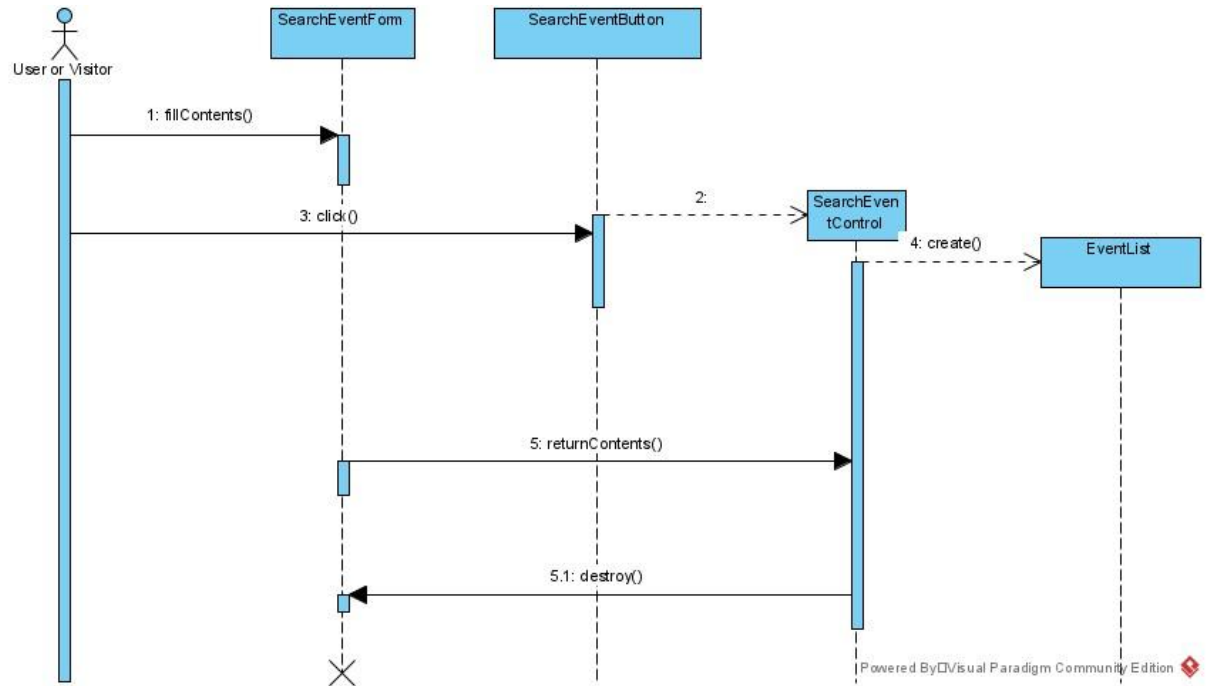 SearchEventForm
SearchEventButton
User or Visitor
1: fillContents()
2:
3: click()
SearchEven
tControl
4: create()
EventList
5: returnContents()
5.1: destroy()
Powered By□Visual Paradigm Community Edition